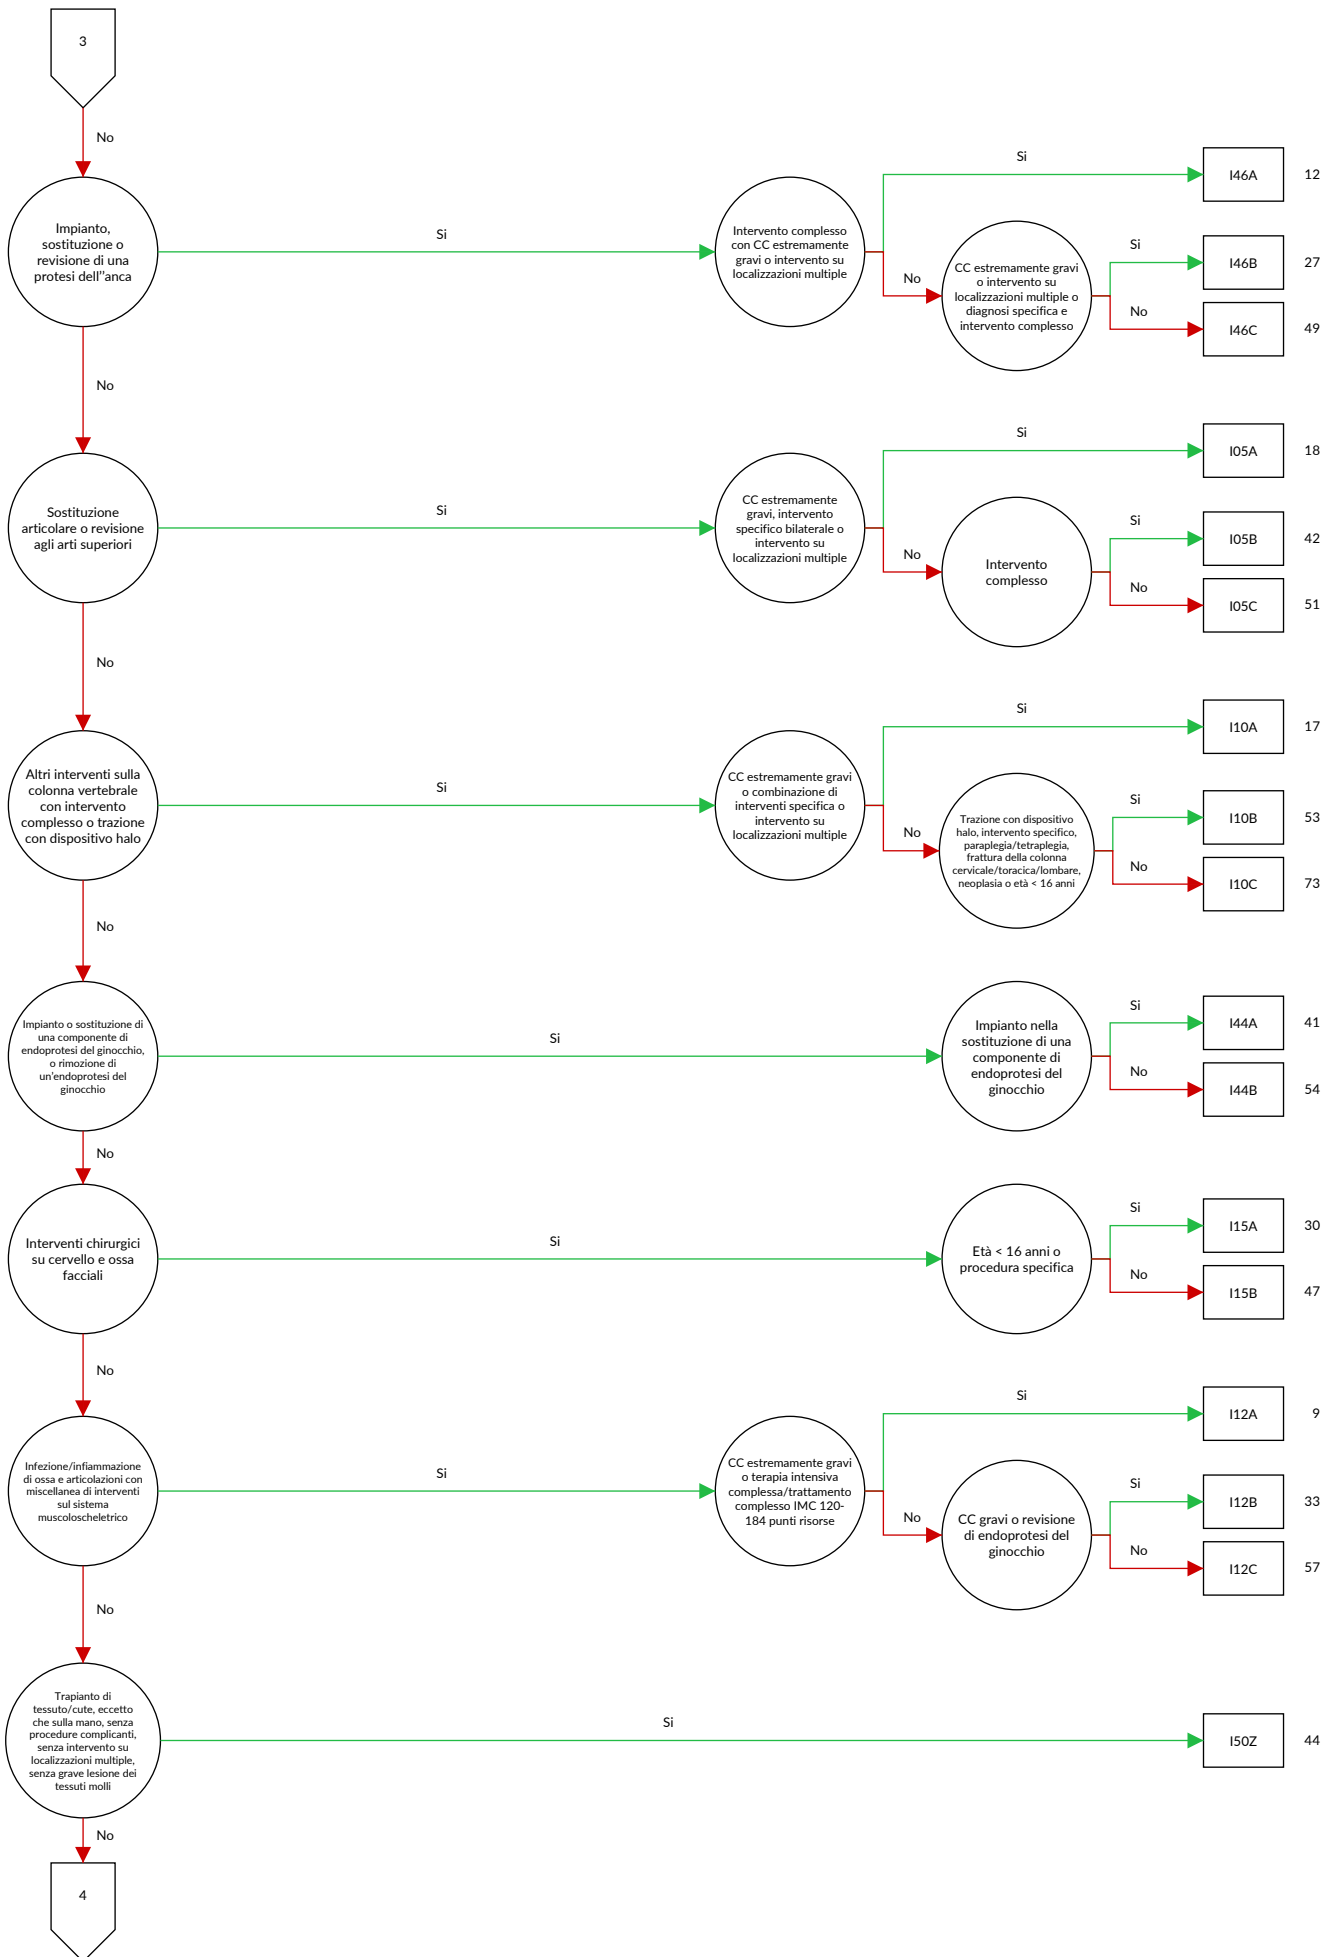 3
No
Impianto,
sostituzione o
revisione di una
protesi dell''anca
Si
Intervento complesso
con CC estremamente
gravi o intervento su
localizzazioni multiple
Si
I46A
12
No
CC estremamente gravi
o intervento su
localizzazioni multiple o
diagnosi specifica e
intervento complesso
Si
I46B
27
No
I46C
49
No
Sostituzione
articolare o revisione
agli arti superiori
Si
CC estremamente
gravi, intervento
specifico bilaterale o
intervento su
localizzazioni multiple
Si
I05A
18
No
Intervento
complesso
Si
I05B
42
No
I05C
51
No
Altri interventi sulla
colonna vertebrale
con intervento
complesso o trazione
con dispositivo halo
Si
CC estremamente gravi
o combinazione di
interventi specifica o
intervento su
localizzazioni multiple
Si
I10A
17
No
Trazione con dispositivo
halo, intervento specifico,
paraplegia/tetraplegia,
frattura della colonna
cervicale/toracica/lombare,
neoplasia o età < 16 anni
Si
I10B
53
No
I10C
73
No
Impianto o sostituzione di
una componente di
endoprotesi del ginocchio,
o rimozione di
un'endoprotesi del
ginocchio
Si
Impianto nella
sostituzione di una
componente di
endoprotesi del
ginocchio
Si
I44A
41
No
I44B
54
No
Interventi chirurgici
su cervello e ossa
facciali
Si
Età < 16 anni o
procedura specifica
Si
I15A
30
No
I15B
47
No
Infezione/infiammazione
di ossa e articolazioni con
miscellanea di interventi
sul sistema
muscoloscheletrico
Si
CC estremamente gravi
o terapia intensiva
complessa/trattamento
complesso IMC 120-
184 punti risorse
Si
I12A
9
No
CC gravi o revisione
di endoprotesi del
ginocchio
Si
I12B
33
No
I12C
57
No
Trapianto di
tessuto/cute, eccetto
che sulla mano, senza
procedure complicanti,
senza intervento su
localizzazioni multiple,
senza grave lesione dei
tessuti molli
Si
I50Z
44
No
4